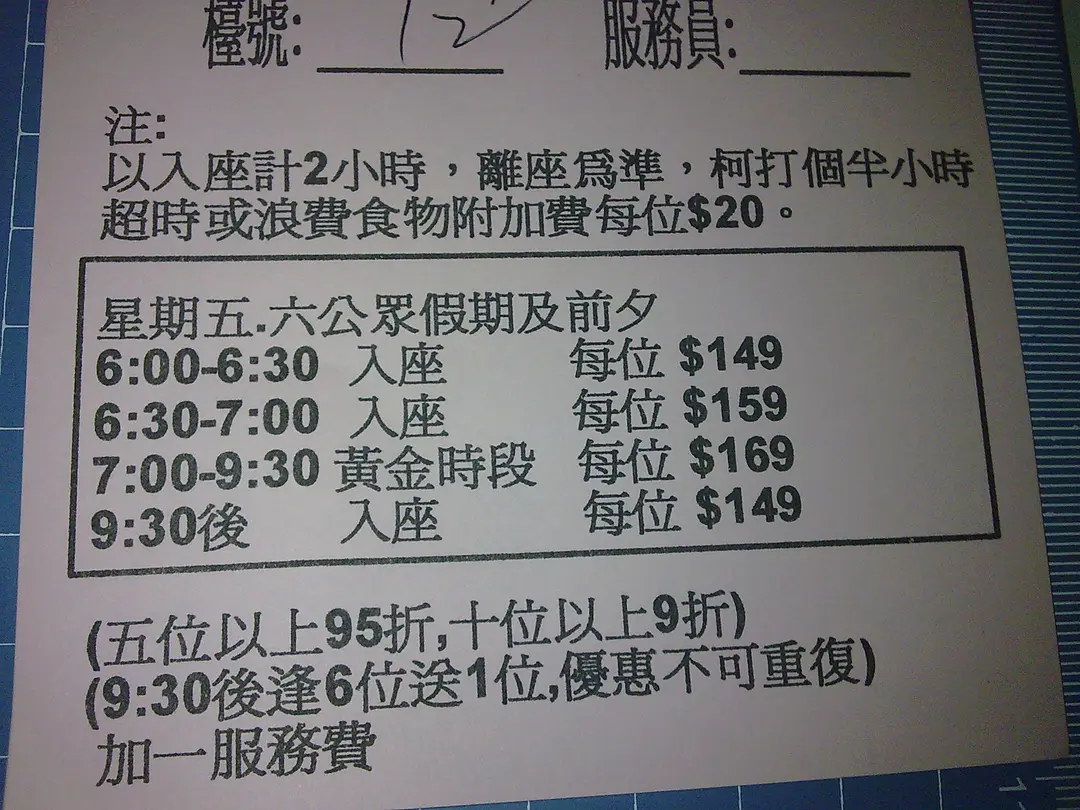 檯號: 12 服務員:
注:
以入座計2小時，離座爲準，柯打個半小時
超時或浪費食物附加費每位$20。
星期五.六公眾假期及前夕
6:00-6:30 入座 每位 $149
6:30-7:00 入座 每位 $159
7:00-9:30 黃金時段 每位 $169
9:30後 入座 每位 $149
(五位以上95折,十位以上9折)
(9:30後逢6位送1位,優惠不可重復)
加一服務費
1